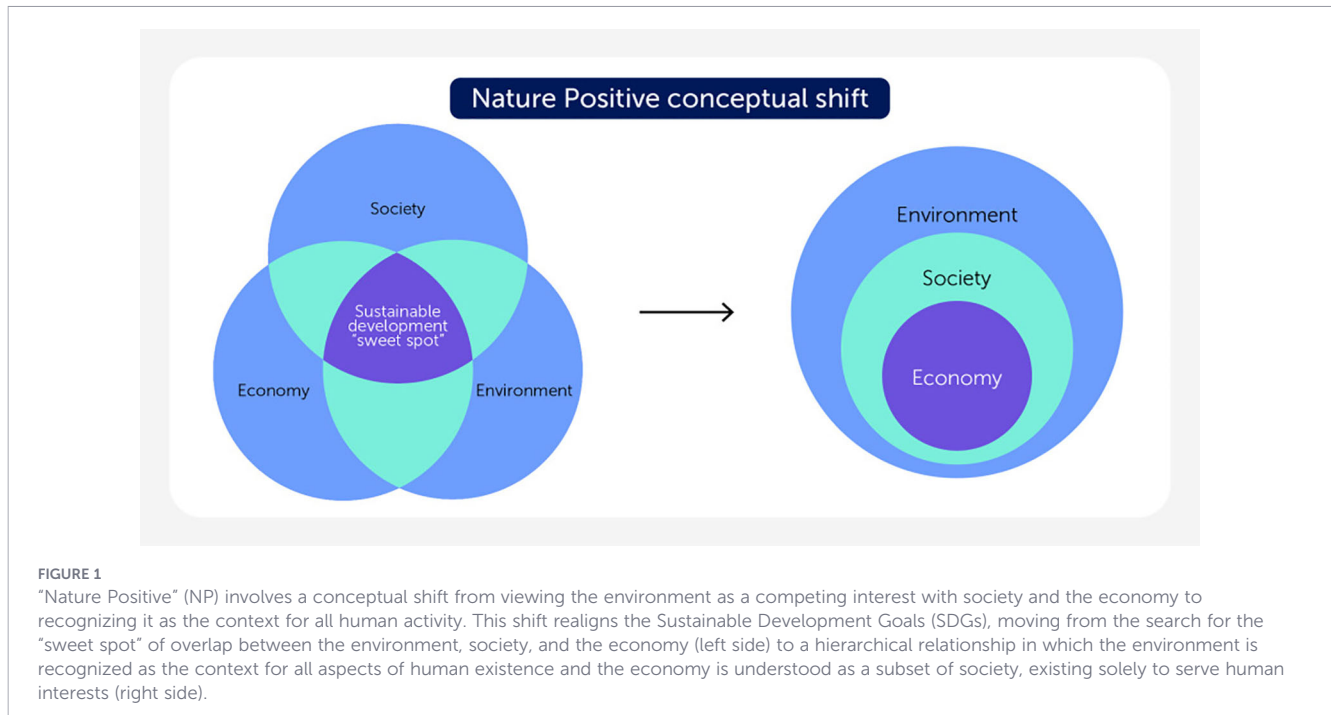 Nature Positive conceptual shift
Society
Sustainable
development
“sweet spot”
Economy
Environment
Environment
Society
Economy
FIGURE 1
“Nature Positive” (NP) involves a conceptual shift from viewing the environment as a competing interest with society and the economy to
recognizing it as the context for all human activity. This shift realigns the Sustainable Development Goals (SDGs), moving from the search for the
“sweet spot” of overlap between the environment, society, and the economy (left side) to a hierarchical relationship in which the environment is
recognized as the context for all aspects of human existence and the economy is understood as a subset of society, existing solely to serve human
interests (right side).